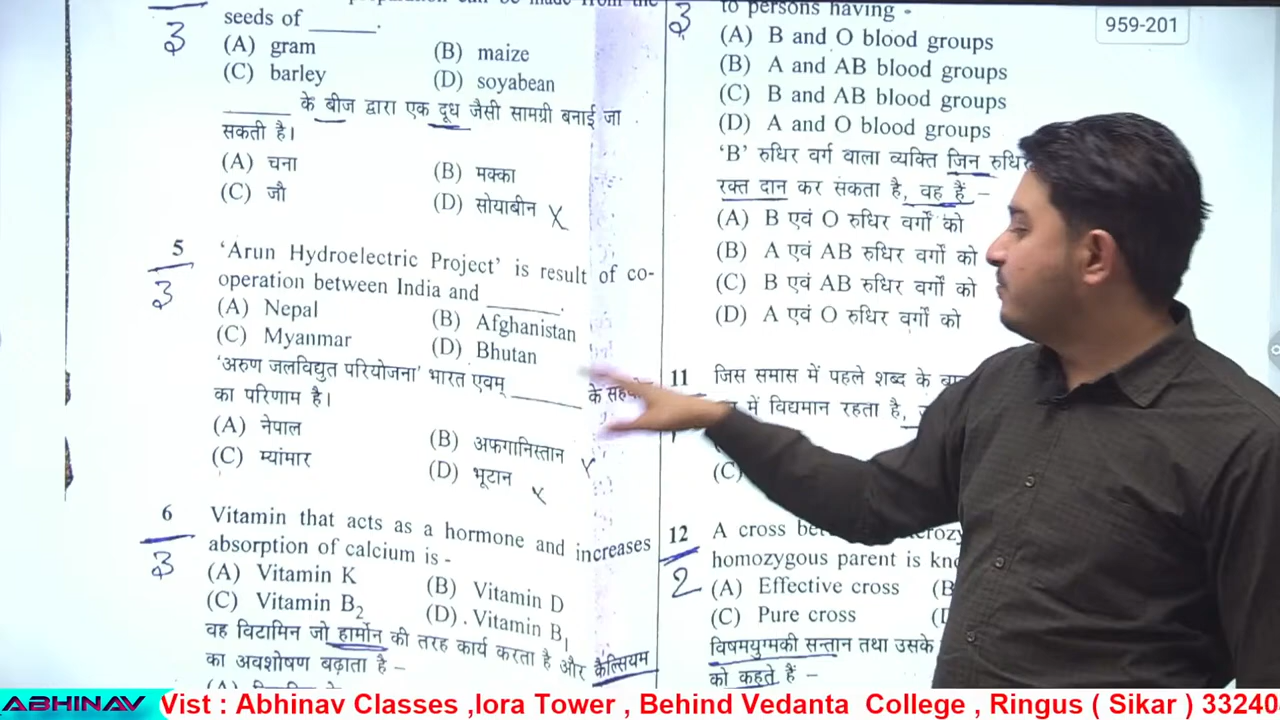 seeds of ______.
3
(A) gram
(B) maize
(C) barley
(D) soyabean
______ के बीज द्वारा एक दूध जैसी सामग्री बनाई जा
सकती है।
(A) चना
(B) मक्का
(C) जौ
(D) सोयाबीन X
5
3
'Arun Hydroelectric Project' is result of co-
operation between India and ______.
(A) Nepal
(B) Afghanistan
(C) Myanmar
(D) Bhutan
'अरुण जलविद्युत परियोजना' भारत एवम् ______ के
का परिणाम है।
(A) नेपाल
(B) अफगानिस्तान X
(C) म्यांमार
(D) भूटान X
6
3
Vitamin that acts as a hormone and increases
absorption of calcium is -
(A) Vitamin K
(B) Vitamin D
(C) Vitamin B2
(D) . Vitamin B1
वह विटामिन जो हार्मोन की तरह कार्य करता है और कैल्सियम
का अवशोषण बढ़ाता है –
3
to persons having -
959-201
(A) B and O blood groups
(B) A and AB blood groups
(C) B and AB blood groups
(D) A and O blood groups
'B' रुधिर वर्ग वाला व्यक्ति जिन
रक्त दान कर सकता है, वह हैं –
(A) B एवं O रुधिर वर्गों को
(B) A एवं AB रुधिर वर्गों को
(C) B एवं AB रुधिर वर्गों को
(D) A एवं O रुधिर वर्गों को
11
जिस समास में पहले शब्द के
में विद्यमान रहता है,
(C)
12
2
A cross
homozygous parent is
(A) Effective cross
(B
(C) Pure cross
विषमयुग्मकी सन्तान तथा उसके
को कहते हैं –
ABHINAV
Vist : Abhinav Classes ,Iora Tower , Behind Vedanta College , Ringus ( Sikar ) 33240